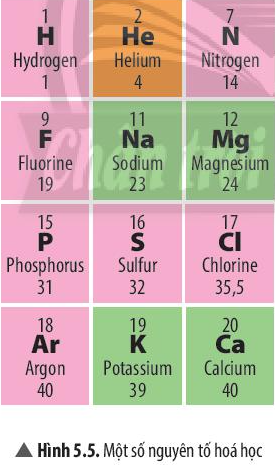 1 2 7
H He N
Hydrogen Helium Nitrogen
1 4 14
9 11 12
F Na Mg
Fluorine Sodium Magnesium
19 23 24
15 16 17
P S Cl
Phosphorus Sulfur Chlorine
31 32 35,5
18 19 20
Ar K Ca
Argon Potassium Calcium
40 39 40
Chân trời
▲ Hình 5.5. Một số nguyên tố hoá học